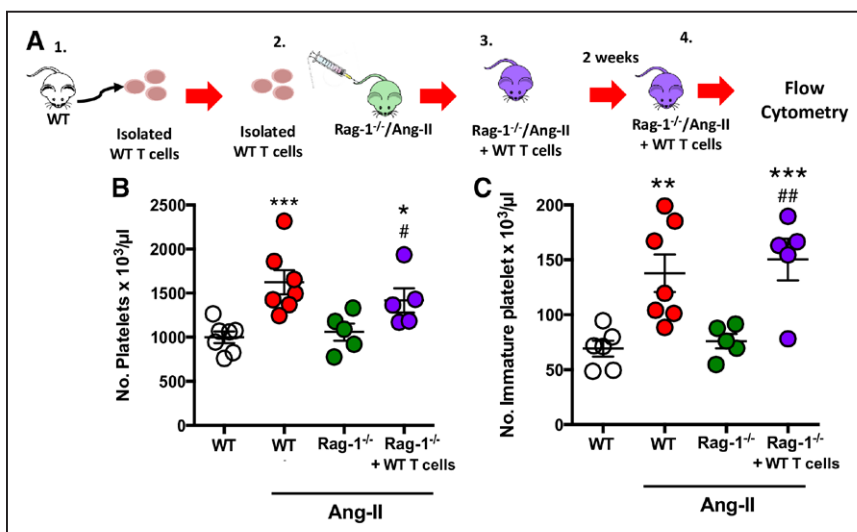 A
1.
2.
3.
4.
WT
Isolated
WT T cells
Isolated
WT T cells
Rag-1-/-/Ang-II
Rag-1-/-/Ang-II
+ WT T cells
2 weeks
Rag-1-/-/Ang-II
+ WT T cells
Flow
Cytometry
B
No. Platelets x 10³/µl
2500
2000
1500
1000
500
0
***
*
#
WT
WT
Rag-1-/-
Rag-1-/-
+ WT T cells
Ang-II
C
No. Immature platelet x 10³/µl
200
150
100
50
0
**
***
##
WT
WT
Rag-1-/-
Rag-1-/-
+ WT T cells
Ang-II